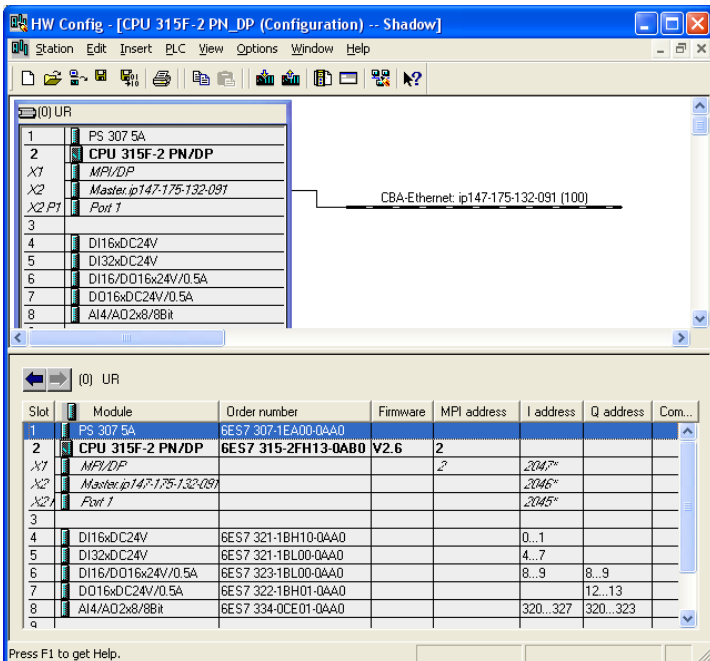 HW Config - [CPU 315F-2 PN_DP (Configuration) -- Shadow]
Station Edit Insert PLC View Options Window Help
(0) UR
1 PS 307 5A
2 CPU 315F-2 PN/DP
X1 MPI/DP
X2 Master.ip147-175-132-091
X2 P1 Port 1
3
4 DI16xDC24V
5 DI32xDC24V
6 DI16/DO16x24V/0.5A
7 DO16xDC24V/0.5A
8 AI4/AO2x8/8Bit
CBA-Ethernet: ip147-175-132-091 (100)
(0) UR
Slot Module Order number Firmware MPI address I address Q address Com...
1 PS 307 5A 6ES7 307-1EA00-0AA0
2 CPU 315F-2 PN/DP 6ES7 315-2FH13-0AB0 V2.6 2
X1 MPI/DP 2 2047*
X2 Master.ip147-175-132-091 2046*
X2 Port 1 2045*
3
4 DI16xDC24V 6ES7 321-1BH10-0AA0 0...1
5 DI32xDC24V 6ES7 321-1BL00-0AA0 4...7
6 DI16/DO16x24V/0.5A 6ES7 323-1BL00-0AA0 8...9 8...9
7 DO16xDC24V/0.5A 6ES7 322-1BH01-0AA0 12...13
8 AI4/AO2x8/8Bit 6ES7 334-0CE01-0AA0 320...327 320...323
9
Press F1 to get Help.